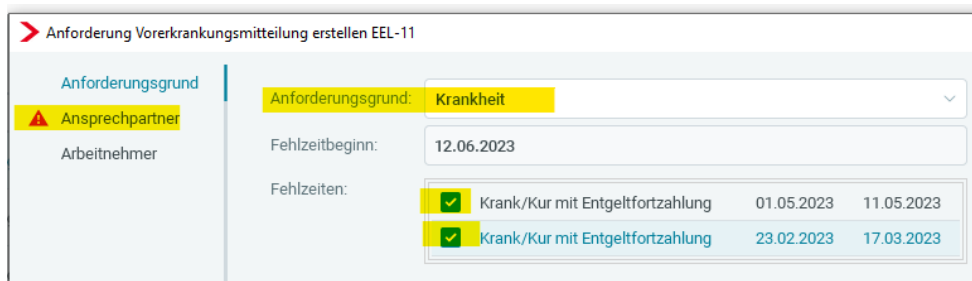 Anforderung Vorerkrankungsmitteilung erstellen EEL-11
Anforderungsgrund
Ansprechpartner
Arbeitnehmer
Anforderungsgrund: Krankheit
Fehlzeitbeginn: 12.06.2023
Fehlzeiten:
Krank/Kur mit Entgeltfortzahlung 01.05.2023 11.05.2023
Krank/Kur mit Entgeltfortzahlung 23.02.2023 17.03.2023